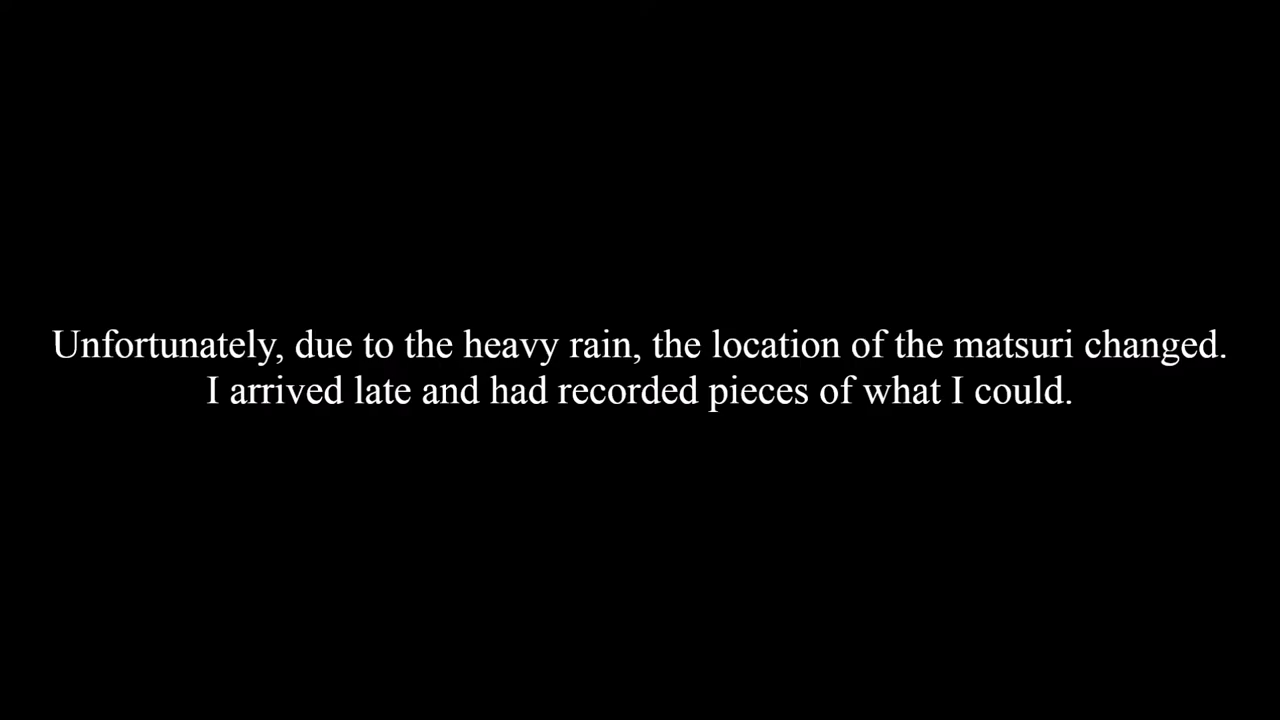 Unfortunately, due to the heavy rain, the location of the matsuri changed.
I arrived late and had recorded pieces of what I could.